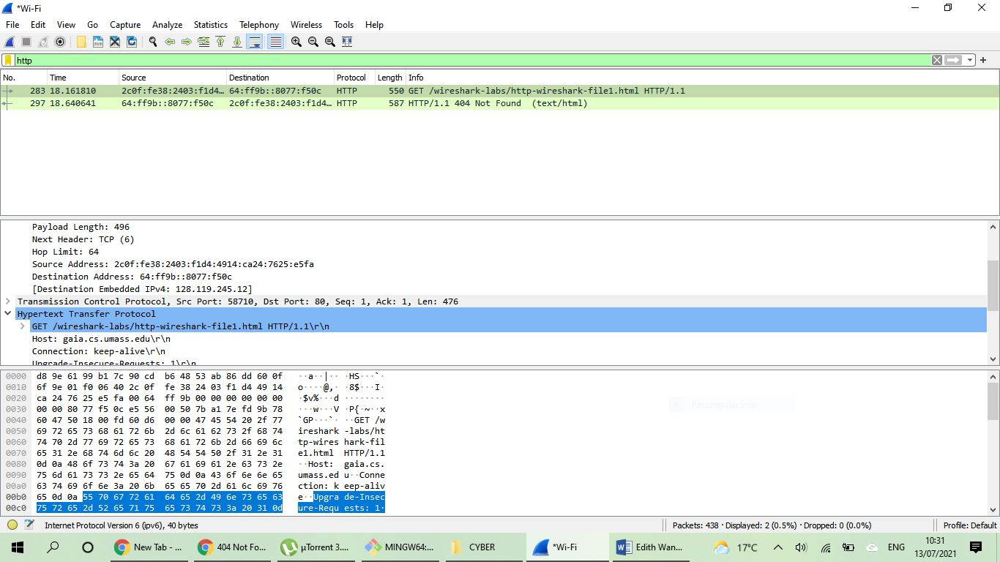 *Wi-Fi
File Edit View Go Capture Analyze Statistics Telephony Wireless Tools Help
http
No. Time Source Destination Protocol Length Info
283 18.161810 2c0f:fe38:2403:f1d4… 64:ff9b::8077:f50c HTTP 550 GET /wireshark-labs/http-wireshark-file1.html HTTP/1.1
297 18.640641 64:ff9b::8077:f50c 2c0f:fe38:2403:f1d4… HTTP 587 HTTP/1.1 404 Not Found (text/html)
Payload Length: 496
Next Header: TCP (6)
Hop Limit: 64
Source Address: 2c0f:fe38:2403:f1d4:4914:ca24:7625:e5fa
Destination Address: 64:ff9b::8077:f50c
[Destination Embedded IPv4: 128.119.245.12]
Transmission Control Protocol, Src Port: 58710, Dst Port: 80, Seq: 1, Ack: 1, Len: 476
Hypertext Transfer Protocol
GET /wireshark-labs/http-wireshark-file1.html HTTP/1.1\r\n
Host: gaia.cs.umass.edu\r\n
Connection: keep-alive\r\n
Upgrade-Insecure-Requests: 1\r\n
0000 d8 9e 61 99 b1 7c 90 cd b6 48 53 ab 86 dd 60 0f ··a··|·· ·HS···`·
0010 6f 9e 01 f0 06 40 2c 0f fe 38 24 03 f1 d4 49 14 o····@,· ·8$···I·
0020 ca 24 76 25 e5 fa 00 64 ff 9b 00 00 00 00 00 00 ·$v%···d ········
0030 00 00 80 77 f5 0c e5 56 00 50 7b a1 7e fd 9b 78 ···w···V ·P{·~··x
0040 60 47 50 18 00 fd 60 d6 00 00 47 45 54 20 2f 77 `GP···`· ··GET /w
0050 69 72 65 73 68 61 72 6b 2d 6c 61 62 73 2f 68 74 ireshark -labs/ht
0060 74 70 2d 77 69 72 65 73 68 61 72 6b 2d 66 69 6c tp-wires hark-fil
0070 65 31 2e 68 74 6d 6c 20 48 54 54 50 2f 31 2e 31 e1.html HTTP/1.1
0080 0d 0a 48 6f 73 74 3a 20 67 61 69 61 2e 63 73 2e ··Host: gaia.cs.
0090 75 6d 61 73 73 2e 65 64 75 0d 0a 43 6f 6e 6e 65 umass.ed u··Conne
00a0 63 74 69 6f 6e 3a 20 6b 65 65 70 2d 61 6c 69 76 ction: k eep-aliv
00b0 65 0d 0a 55 70 67 72 61 64 65 2d 49 6e 73 65 63 e··Upgra de-Insec
00c0 75 72 65 2d 52 65 71 75 65 73 74 73 3a 20 31 0d ure-Requ ests: 1·
Rectangular Snip
Internet Protocol Version 6 (ipv6), 40 bytes Packets: 438 · Displayed: 2 (0.5%) · Dropped: 0 (0.0%) Profile: Default
New Tab - ... 404 Not Fo... µTorrent 3.... MINGW64:... CYBER *Wi-Fi Edith Wan... 17°C ENG 10:31
13/07/2021